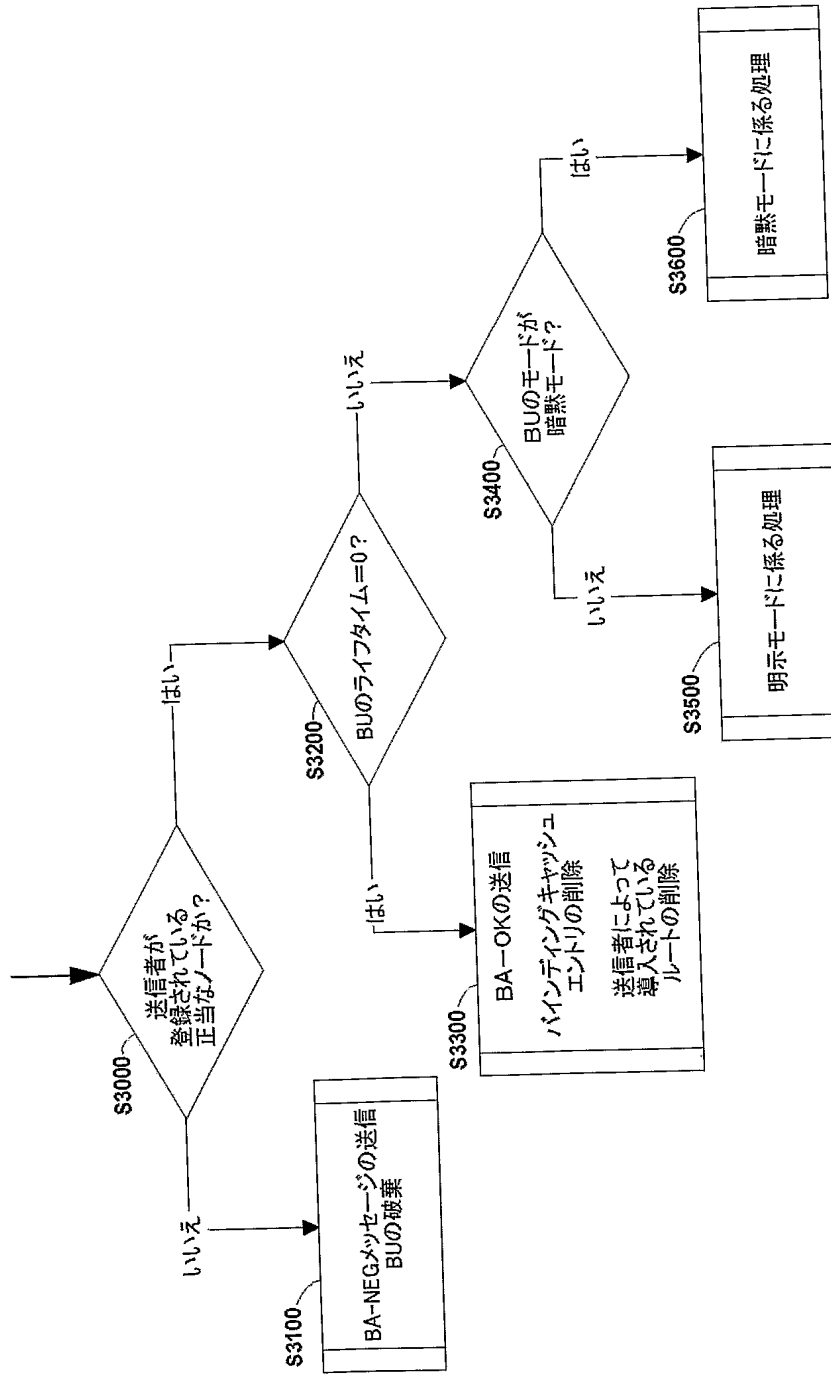 S3000
送信者が
登録されている
正当なノードか？
いいえ
はい
S3100
BA-NEGメッセージの送信
BUの破棄
S3200
BUのライフタイム=0？
はい
いいえ
S3300
BA－OKの送信
バインディングキャッシュ
エントリの削除
送信者によって
導入されている
ルートの削除
S3400
BUのモードが
暗黙モード？
いいえ
はい
S3500
明示モードに係る処理
S3600
暗黙モードに係る処理